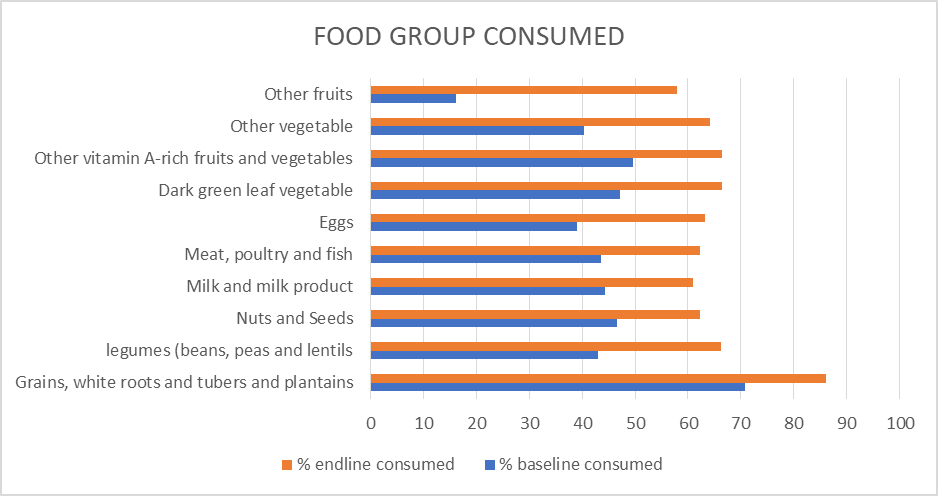 FOOD GROUP CONSUMED
Other fruits
Other vegetable
Other vitamin A-rich fruits and vegetables
Dark green leaf vegetable
Eggs
Meat, poultry and fish
Milk and milk product
Nuts and Seeds
legumes (beans, peas and lentils
Grains, white roots and tubers and plantains
0 10 20 30 40 50 60 70 80 90 100
% endline consumed % baseline consumed